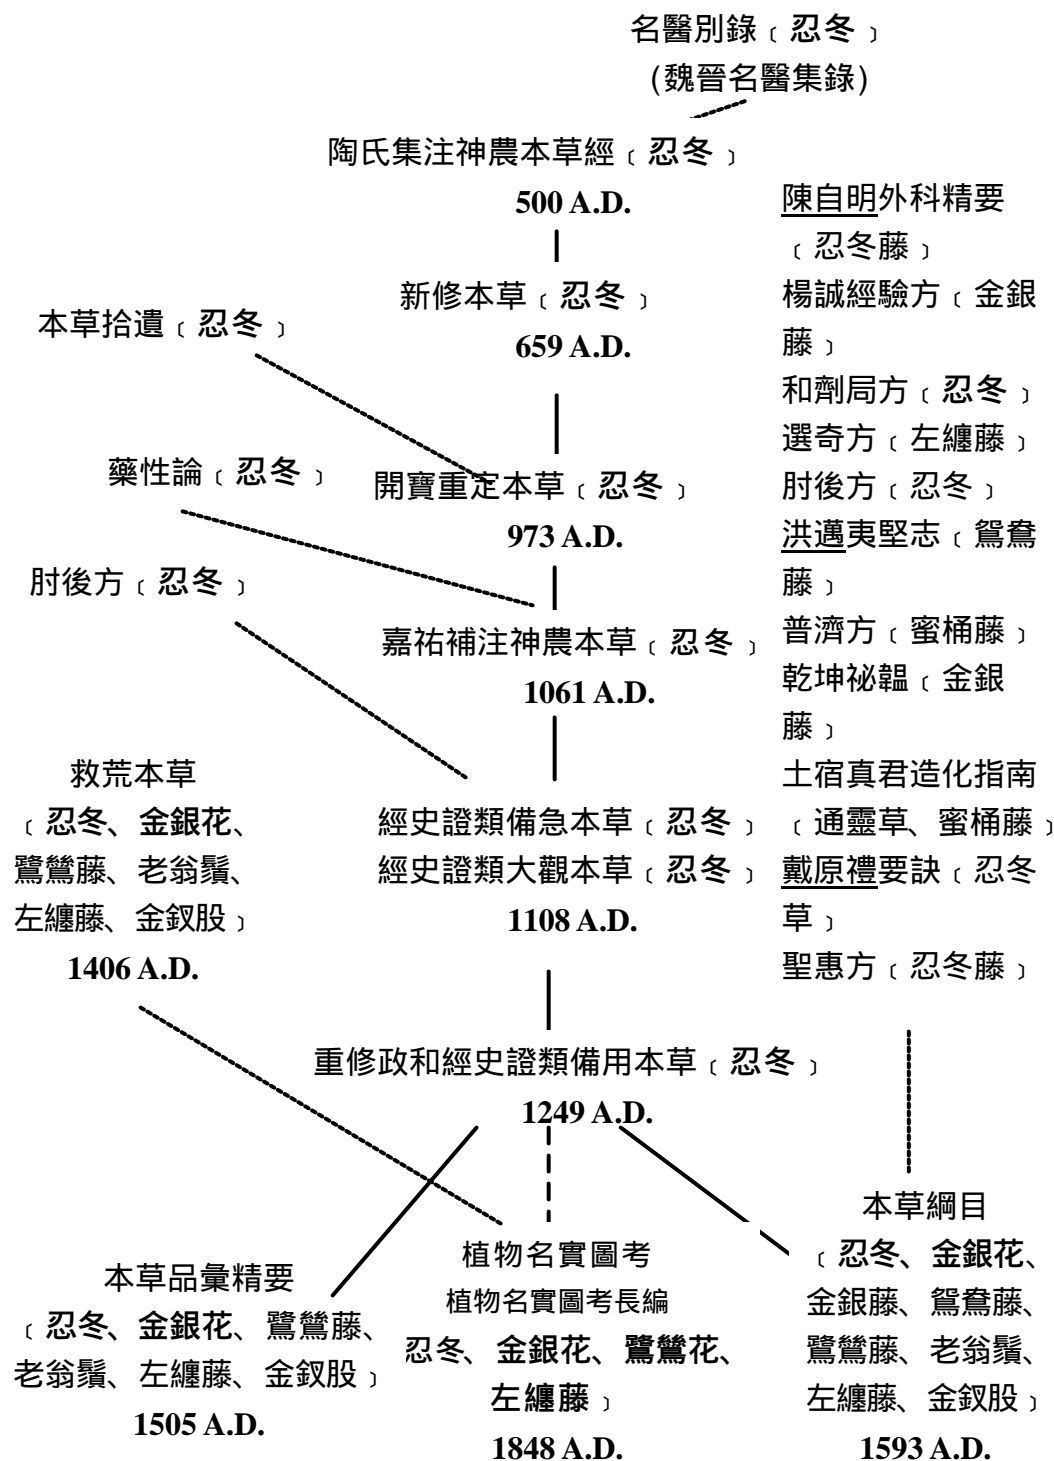 名醫別錄﹝忍冬﹞
(魏晉名醫集錄)
陶氏集注神農本草經﹝忍冬﹞
500 A.D.
新修本草﹝忍冬﹞
659 A.D.
本草拾遺﹝忍冬﹞
藥性論﹝忍冬﹞
開寶重定本草﹝忍冬﹞
973 A.D.
肘後方﹝忍冬﹞
嘉祐補注神農本草﹝忍冬﹞
1061 A.D.
救荒本草
﹝忍冬、金銀花、
鷺鷥藤、老翁鬚、
左纏藤、金釵股﹞
1406 A.D.
經史證類備急本草﹝忍冬﹞
經史證類大觀本草﹝忍冬﹞
1108 A.D.
陳自明外科精要
﹝忍冬藤﹞
楊誠經驗方﹝金銀
藤﹞
和劑局方﹝忍冬﹞
選奇方﹝左纏藤﹞
肘後方﹝忍冬﹞
洪邁夷堅志﹝鴛鴦
藤﹞
普濟方﹝蜜桶藤﹞
乾坤祕韞﹝金銀
藤﹞
土宿真君造化指南
﹝通靈草、蜜桶藤﹞
戴原禮要訣﹝忍冬
草﹞
聖惠方﹝忍冬藤﹞
重修政和經史證類備用本草﹝忍冬﹞
1249 A.D.
本草品彙精要
﹝忍冬、金銀花、鷺鷥藤、
老翁鬚、左纏藤、金釵股﹞
1505 A.D.
植物名實圖考
植物名實圖考長編
忍冬、金銀花、鷺鷥花、
左纏藤﹞
1848 A.D.
本草綱目
﹝忍冬、金銀花、
金銀藤、鴛鴦藤、
鷺鷥藤、老翁鬚、
左纏藤、金釵股﹞
1593 A.D.